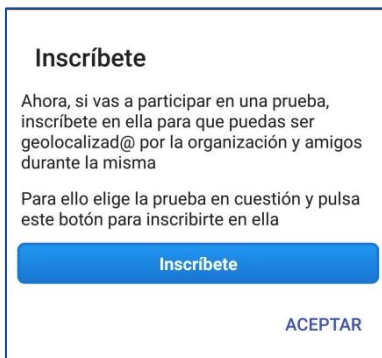 Inscríbete
Ahora, si vas a participar en una prueba,
inscríbete en ella para que puedas ser
geolocalizad@ por la organización y amigos
durante la misma
Para ello elige la prueba en cuestión y pulsa
este botón para inscribirte en ella
Inscríbete
ACEPTAR